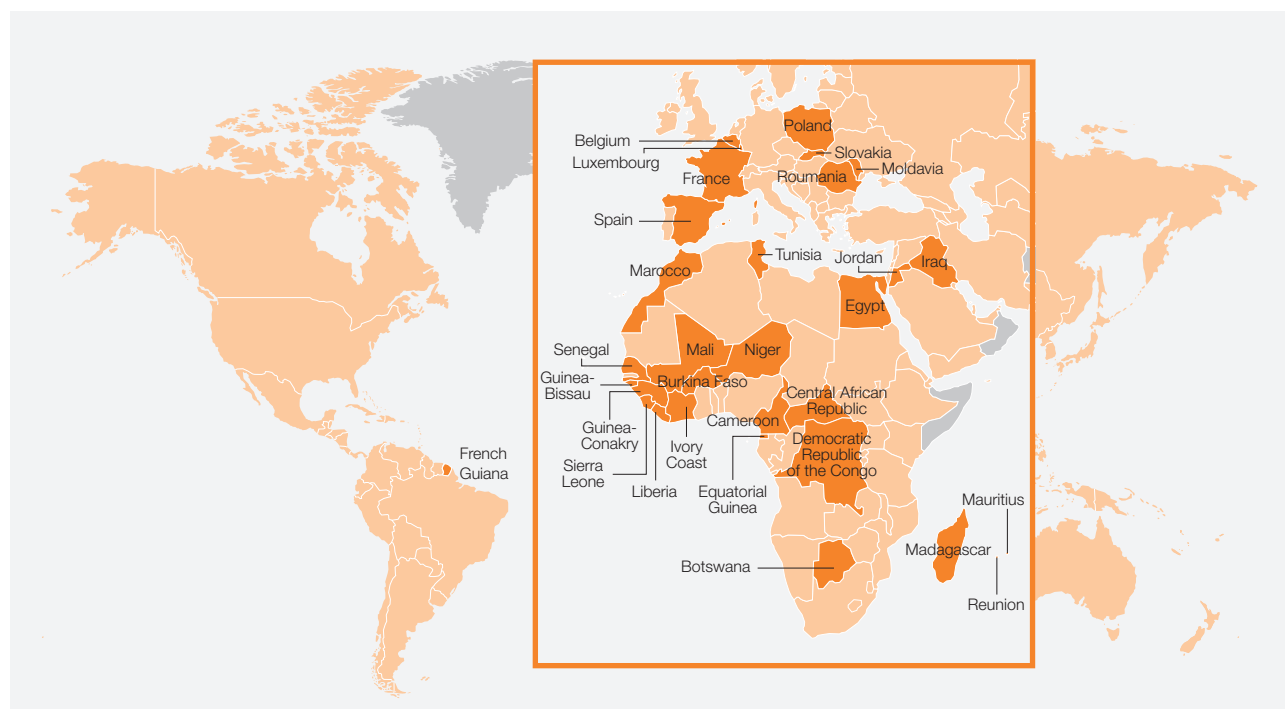 Poland
Belgium
Luxembourg
Slovakia
Moldavia
France
Roumania
Spain
Tunisia
Jordan
Iraq
Marocco
Egypt
Senegal
Mali
Niger
Guinea-
Bissau
Burkina Faso
Central African
Republic
Cameroon
Guinea-
Conakry
Ivory
Coast
Democratic
Republic
of the Congo
French
Guiana
Sierra
Leone
Liberia
Equatorial
Guinea
Mauritius
Madagascar
Botswana
Reunion